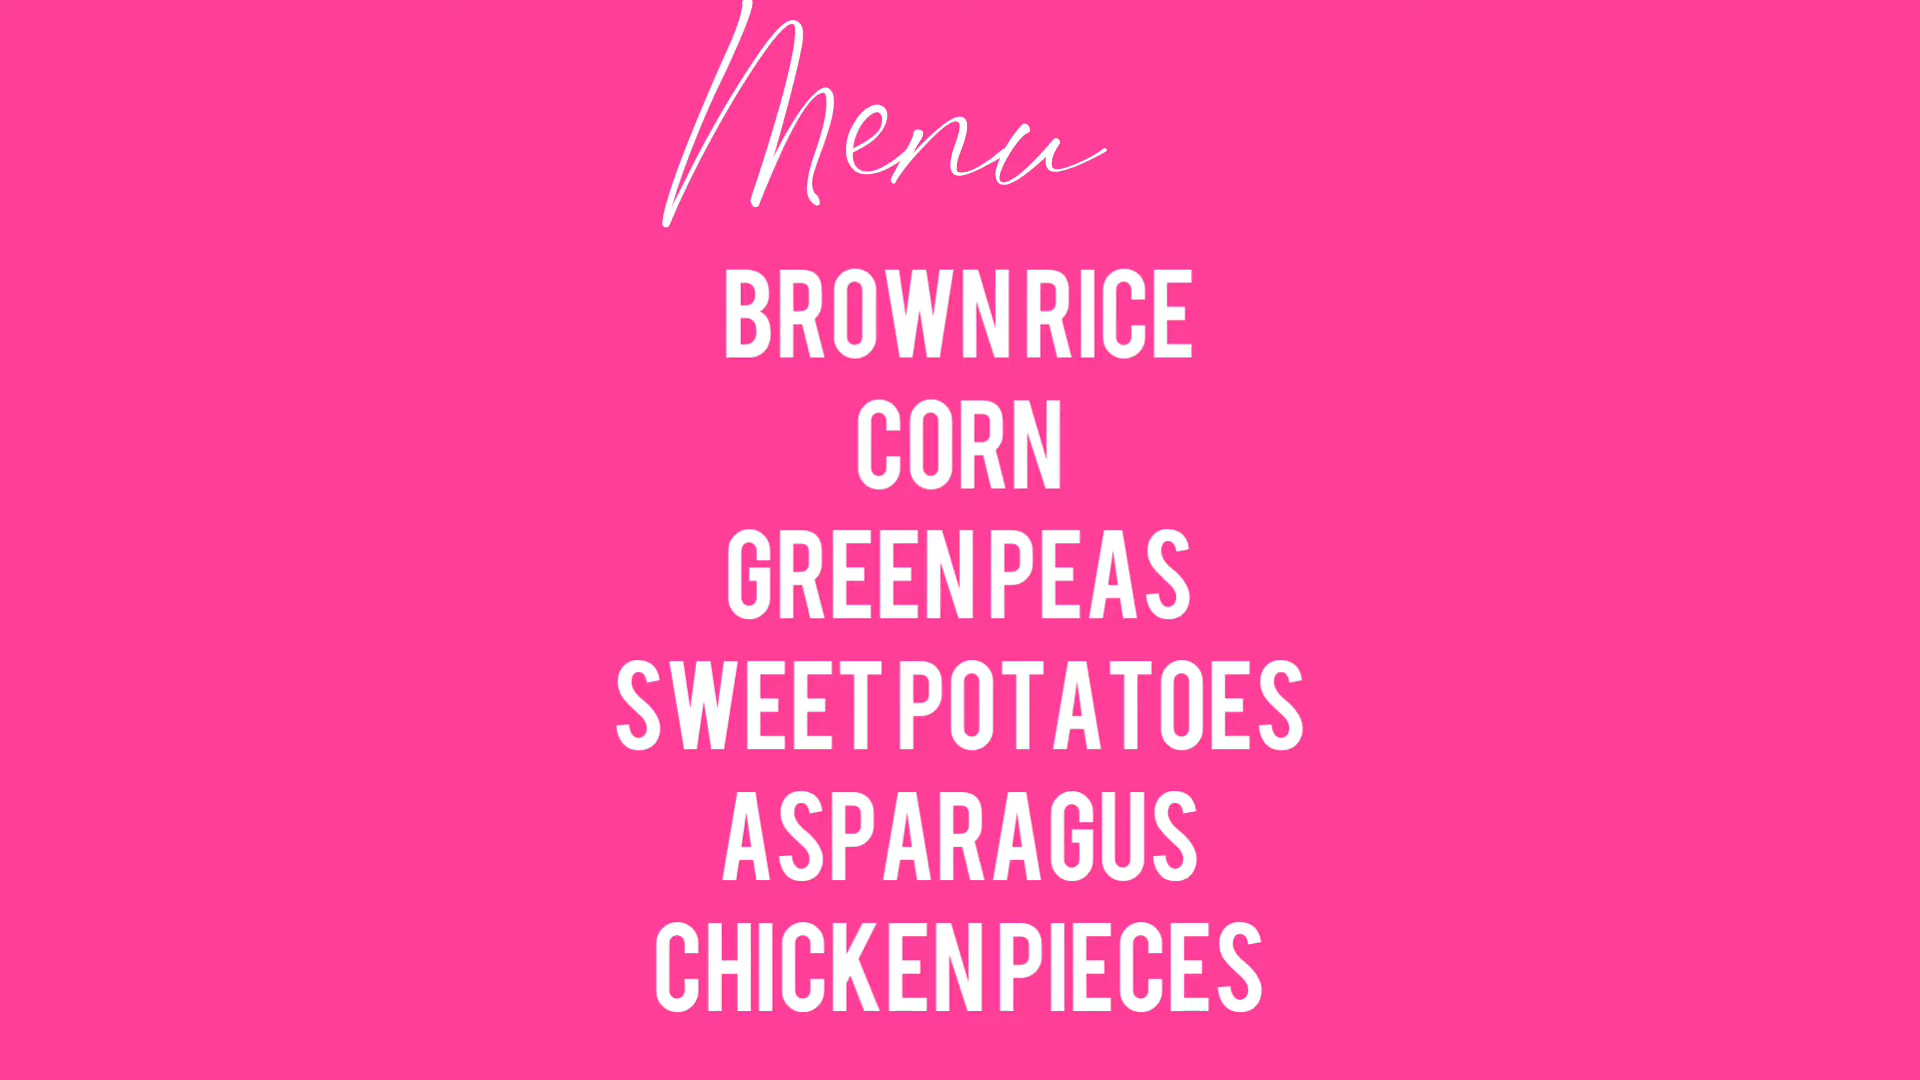 Menu
BROWN RICE
CORN
GREEN PEAS
SWEET POTATOES
ASPARAGUS
CHICKEN PIECES